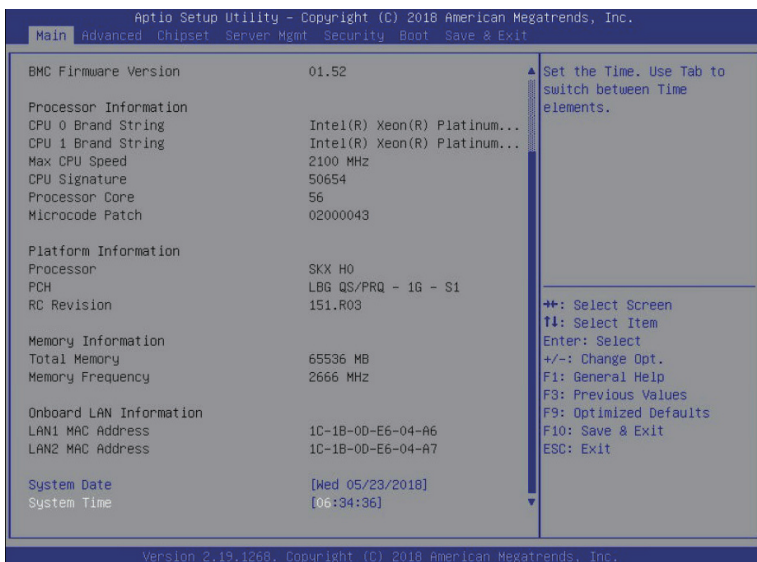 Aptio Setup Utility – Copyright (C) 2018 American Megatrends, Inc.
Main Advanced Chipset Server Mgmt Security Boot Save & Exit
BMC Firmware Version 01.52
Processor Information
CPU 0 Brand String Intel(R) Xeon(R) Platinum...
CPU 1 Brand String Intel(R) Xeon(R) Platinum...
Max CPU Speed 2100 MHz
CPU Signature 50654
Processor Core 56
Microcode Patch 02000043
Platform Information
Processor SKX H0
PCH LBG QS/PRQ - 1G - S1
RC Revision 151.R03
Memory Information
Total Memory 65536 MB
Memory Frequency 2666 MHz
Onboard LAN Information
LAN1 MAC Address 1C-1B-0D-E6-04-A6
LAN2 MAC Address 1C-1B-0D-E6-04-A7
System Date [Wed 05/23/2018]
System Time [06:34:36]
Set the Time. Use Tab to
switch between Time
elements.
→←: Select Screen
↑↓: Select Item
Enter: Select
+/-: Change Opt.
F1: General Help
F3: Previous Values
F9: Optimized Defaults
F10: Save & Exit
ESC: Exit
Version 2.19.1268. Copyright (C) 2018 American Megatrends, Inc.